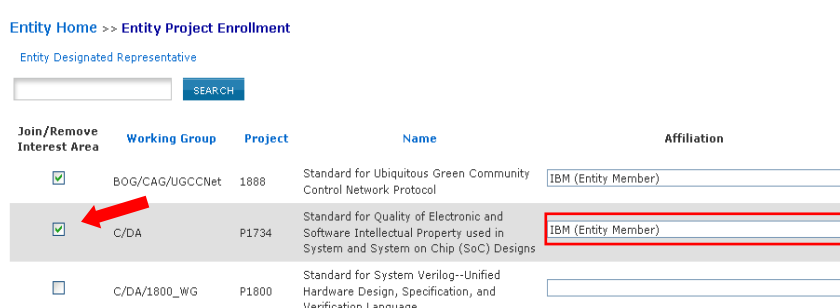 Entity Home >> Entity Project Enrollment
Entity Designated Representative
SEARCH
Join/Remove
Interest Area
Working Group
Project
Name
Affiliation
BOG/CAG/UGCCNet
1888
Standard for Ubiquitous Green Community
Control Network Protocol
IBM (Entity Member)
C/DA
P1734
Standard for Quality of Electronic and
Software Intellectual Property used in
System and System on Chip (SoC) Designs
IBM (Entity Member)
C/DA/1800_WG
P1800
Standard for System Verilog--Unified
Hardware Design, Specification, and
Verification Language